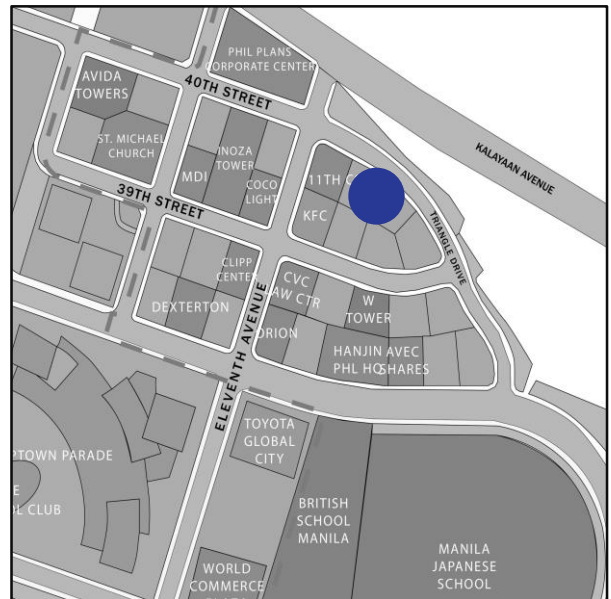 PHIL PLANS
CORPORATE CENTER
AVIDA
TOWERS
40TH STREET
ST. MICHAEL
CHURCH
INOZA
TOWER
MDI
COCO
LIGHT
11TH
KFC
KALAYAAN AVENUE
TRIANGLE DRIVE
39TH STREET
CLIPP
CENTER
DEXTERTON
ELEVENTH AVENUE
CVC
LAW CTR
ORION
W
TOWER
HANJIN
PHL HQ
AVEC
SHARES
TOYOTA
GLOBAL
CITY
PTOWN PARADE
CLUB
BRITISH
SCHOOL
MANILA
MANILA
JAPANESE
SCHOOL
WORLD
COMMERCE